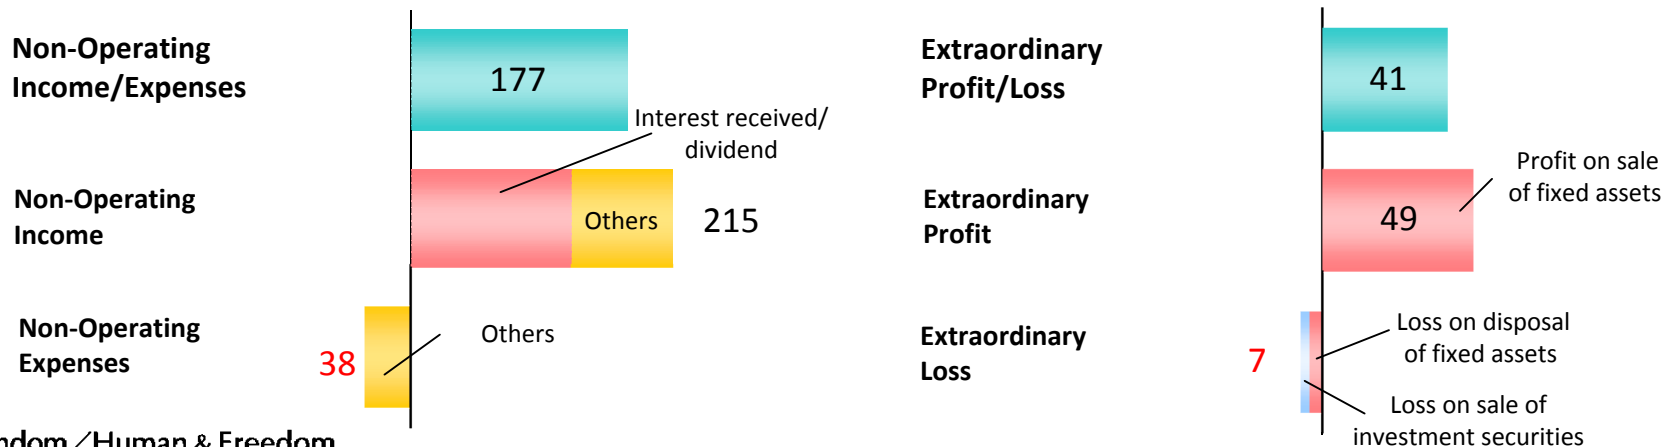 Non-Operating
Income/Expenses
177
Interest received/
dividend
Non-Operating
Income
Others
215
Non-Operating
Expenses
38
Others
Extraordinary
Profit/Loss
41
Extraordinary
Profit
49
Profit on sale
of fixed assets
Extraordinary
Loss
7
Loss on disposal
of fixed assets
Loss on sale of
investment securities
/Human & Freedom